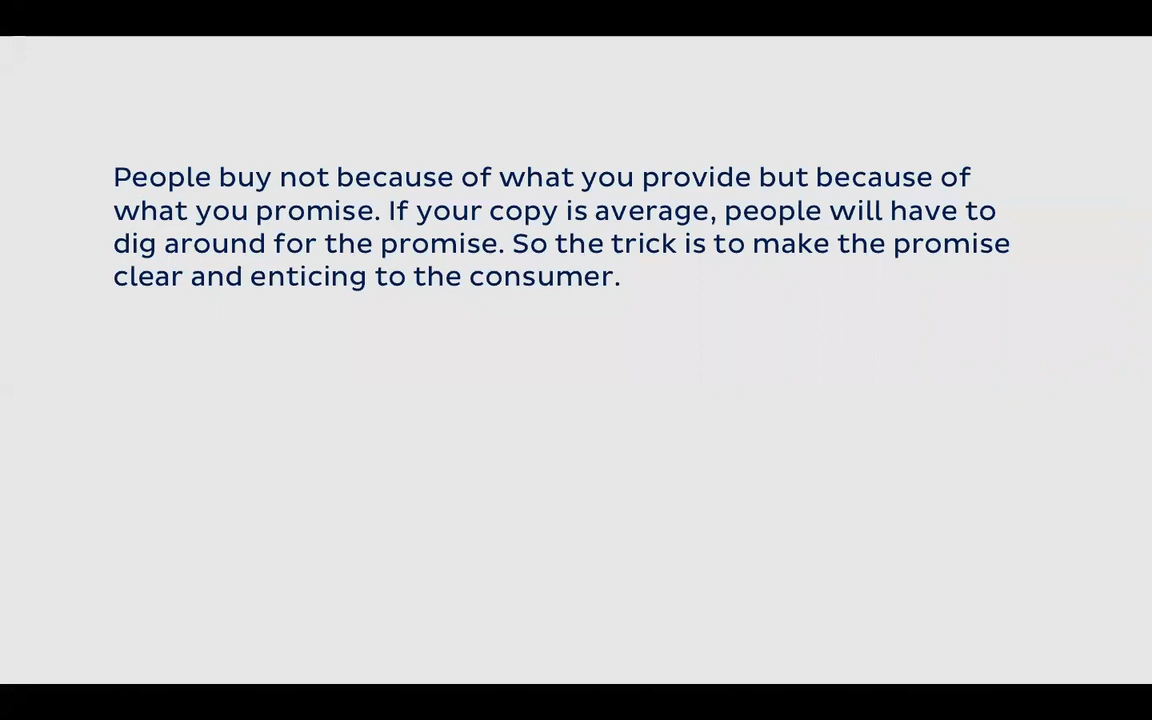 People buy not because of what you provide but because of
what you promise. If your copy is average, people will have to
dig around for the promise. So the trick is to make the promise
clear and enticing to the consumer.